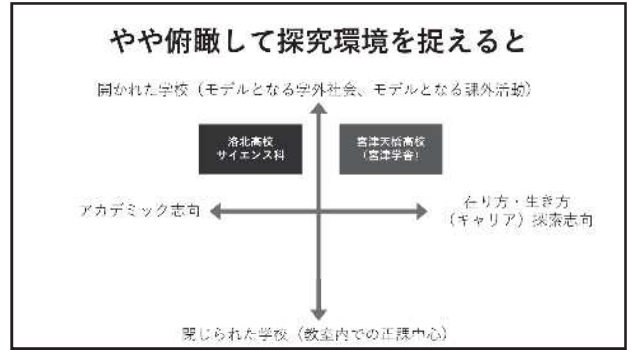 やや俯瞰して探究環境を捉えると
開かれた学校（モデルとなる学外社会、モデルとなる課外活動）
洛北高校
サイエンス科
宮津天橋高校
（宮津学舎）
アカデミック志向
在り方・生き方
（キャリア）探索志向
閉じられた学校（教室内での正課中心）